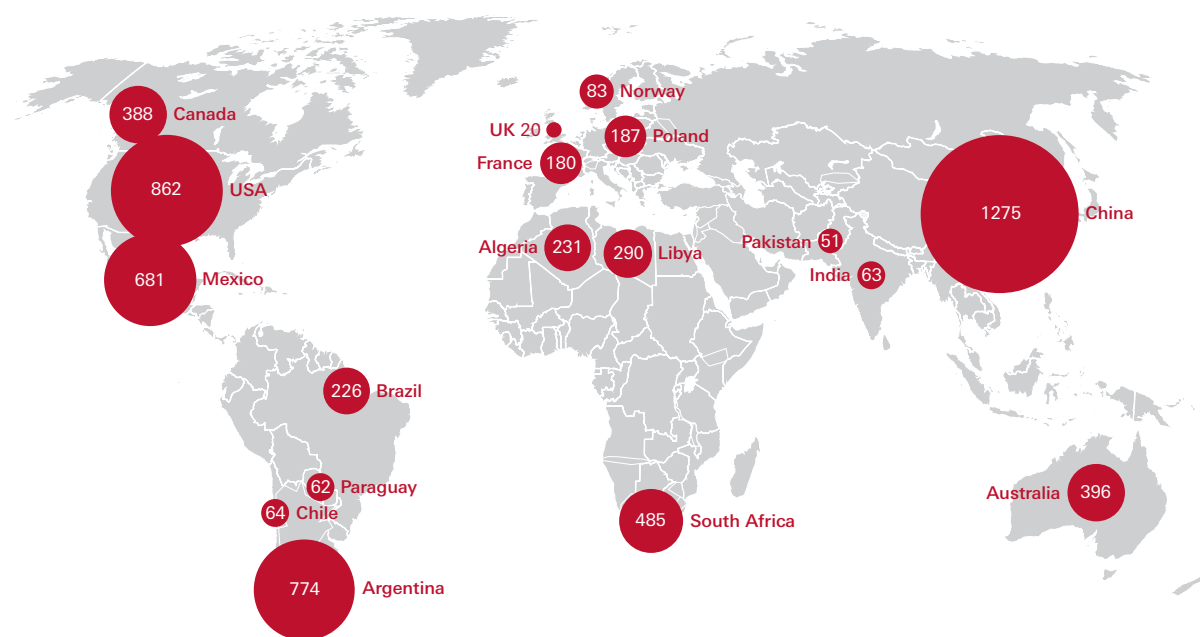 83 Norway
388 Canada
UK 20
187 Poland
France 180
862 USA
1275 China
Pakistan 51
Algeria 231
290 Libya
India 63
681 Mexico
226 Brazil
62 Paraguay
Australia 396
64 Chile
485 South Africa
774 Argentina